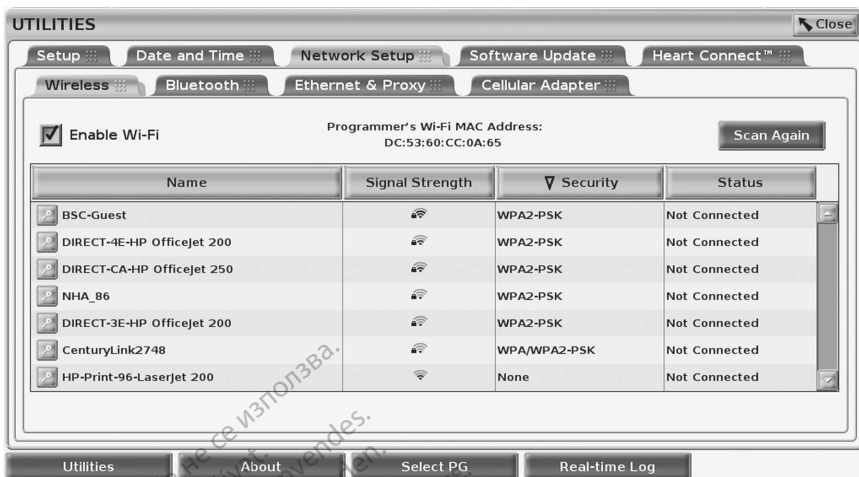 UTILITIES
Close
Setup Date and Time Network Setup Software Update Heart Connect™
Wireless Bluetooth Ethernet & Proxy Cellular Adapter
Enable Wi-Fi
Programmer's Wi-Fi MAC Address:
DC:53:60:CC:0A:65
Scan Again
Name Signal Strength Security Status
BSC-Guest WPA2-PSK Not Connected
DIRECT-4E-HP OfficeJet 200 WPA2-PSK Not Connected
DIRECT-CA-HP OfficeJet 250 WPA2-PSK Not Connected
NHA_86 WPA2-PSK Not Connected
DIRECT-3E-HP OfficeJet 200 WPA2-PSK Not Connected
CenturyLink2748 WPA/WPA2-PSK Not Connected
HP-Print-96-LaserJet 200 None Not Connected
не се използва.
Utilities About Select PG Real-time Log